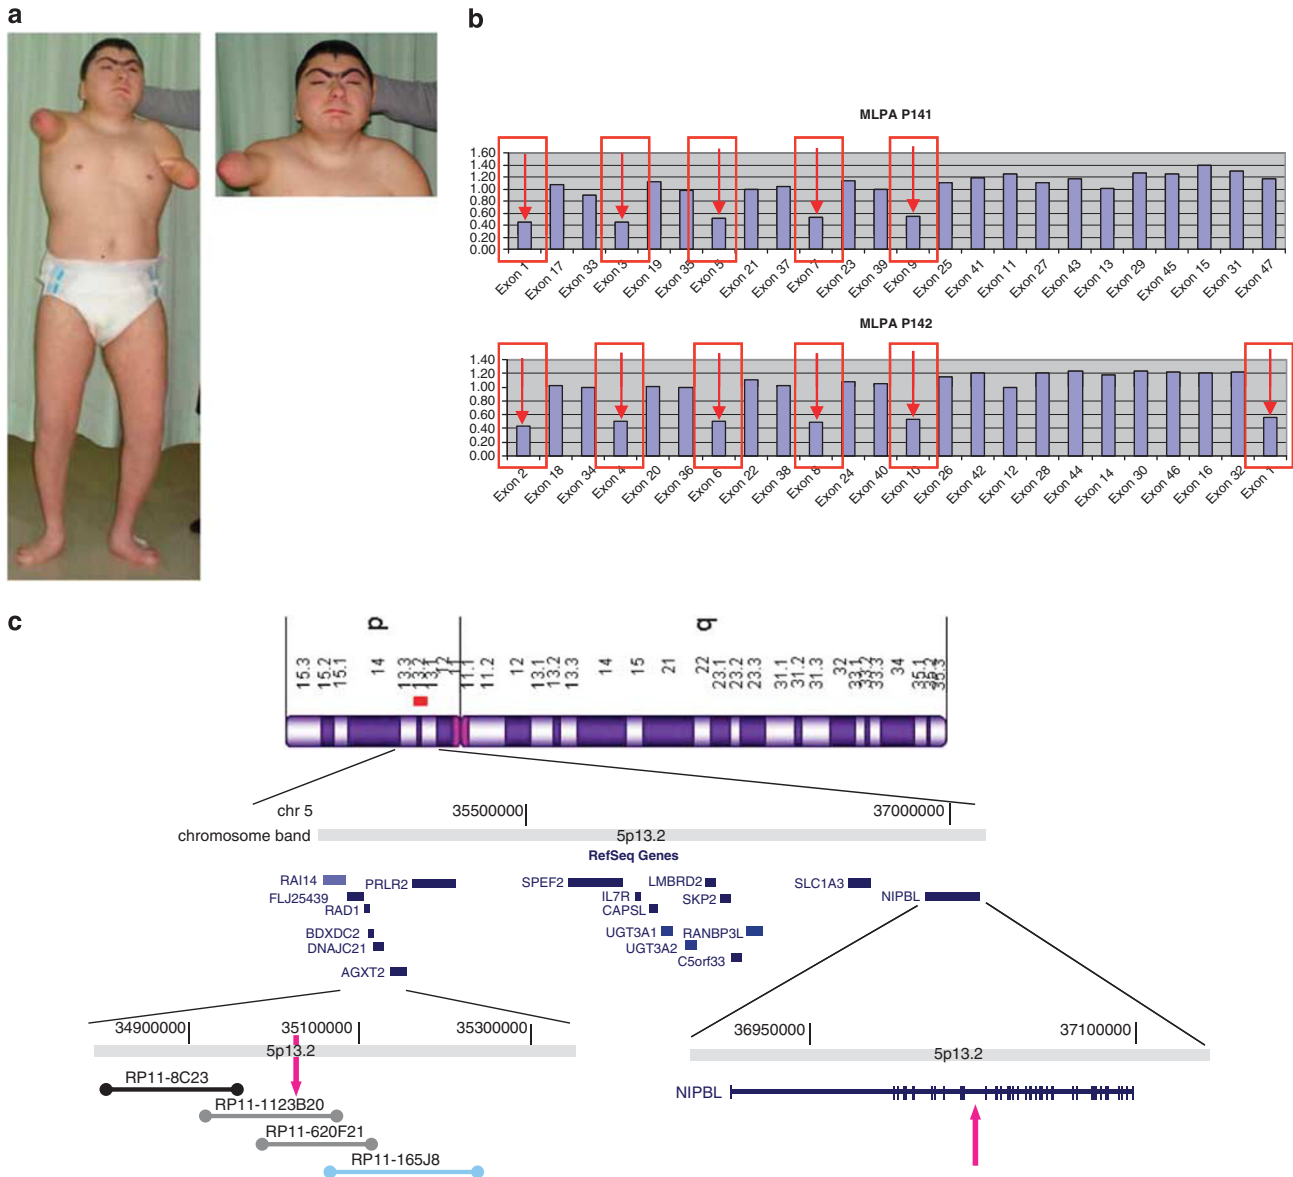 a
b
MLPA P141
1.60
1.40
1.20
1.00
0.80
0.60
0.40
0.20
0.00
Exon 1
Exon 17
Exon 33
Exon 3
Exon 19
Exon 35
Exon 5
Exon 21
Exon 37
Exon 7
Exon 23
Exon 39
Exon 9
Exon 25
Exon 41
Exon 11
Exon 27
Exon 43
Exon 13
Exon 29
Exon 45
Exon 15
Exon 31
Exon 47
MLPA P142
1.40
1.20
1.00
0.80
0.60
0.40
0.20
0.00
Exon 2
Exon 18
Exon 34
Exon 4
Exon 20
Exon 36
Exon 6
Exon 22
Exon 38
Exon 8
Exon 24
Exon 40
Exon 10
Exon 26
Exon 42
Exon 12
Exon 28
Exon 44
Exon 14
Exon 30
Exon 46
Exon 16
Exon 32
Exon 1
c
p q
15.3 15.2 15.1 14 13.3 13.2 13.1 12 11 11.1 11.2 12 13.1 13.2 13.3 14 15 21 22 23.1 23.2 23.3 31.1 31.2 31.3 32 33.1 33.2 33.3 34 35.1 35.2 35.3
chr 5 35500000 37000000
chromosome band 5p13.2
RefSeq Genes
RAI14 PRLR2 SPEF2 LMBRD2 SLC1A3
FLJ25439 IL7R SKP2 NIPBL
RAD1 CAPSL
BDXDC2 UGT3A1 RANBP3L
DNAJC21 UGT3A2
C5orf33
AGXT2
34900000 35100000 35300000
5p13.2
RP11-8C23
RP11-1123B20
RP11-620F21
RP11-165J8
36950000 37100000
5p13.2
NIPBL